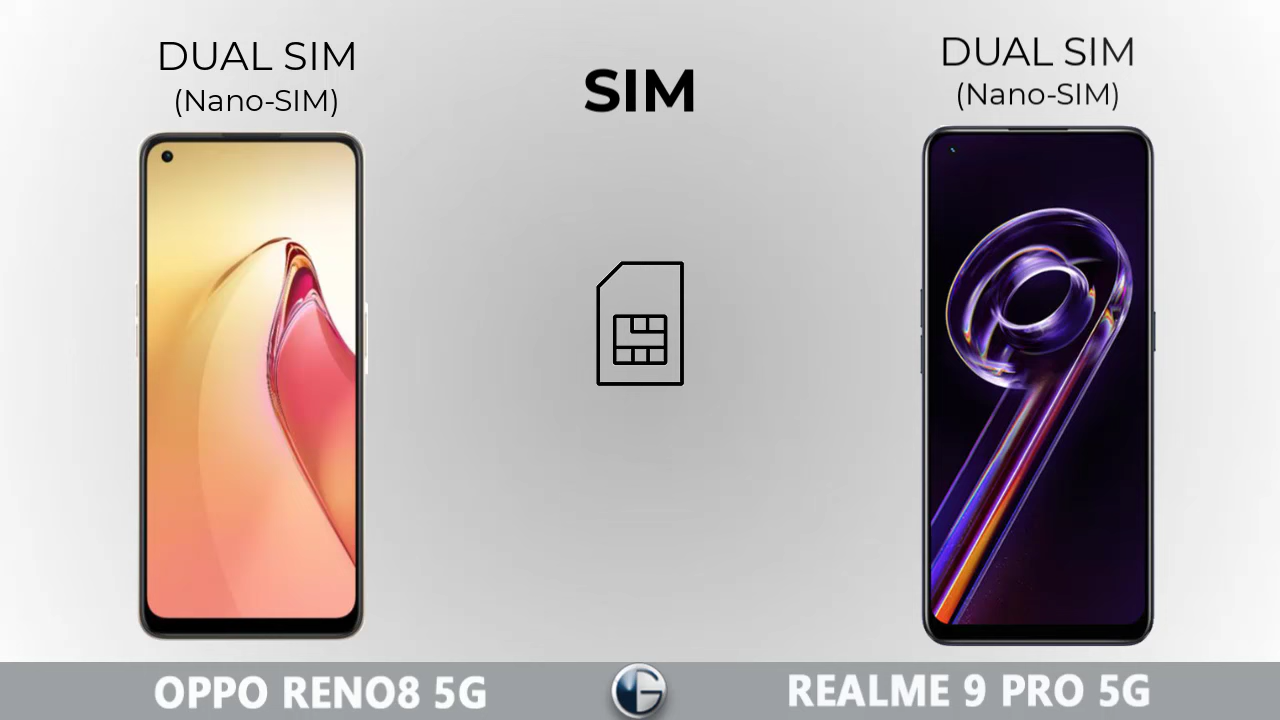 DUAL SIM
(Nano-SIM)
SIM
DUAL SIM
(Nano-SIM)
OPPO RENO8 5G
G
REALME 9 PRO 5G